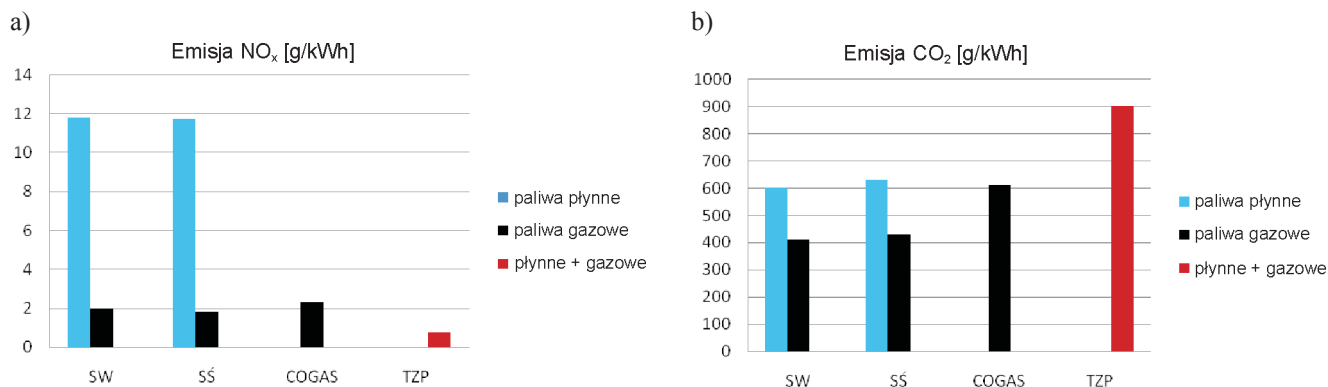 a)
Emisja NOₓ [g/kWh]
14
12
10
8
6
4
2
0
SW SŚ COGAS TZP
paliwa płynne
paliwa gazowe
płynne + gazowe
b)
Emisja CO₂ [g/kWh]
1000
900
800
700
600
500
400
300
200
100
0
SW SŚ COGAS TZP
paliwa płynne
paliwa gazowe
płynne + gazowe